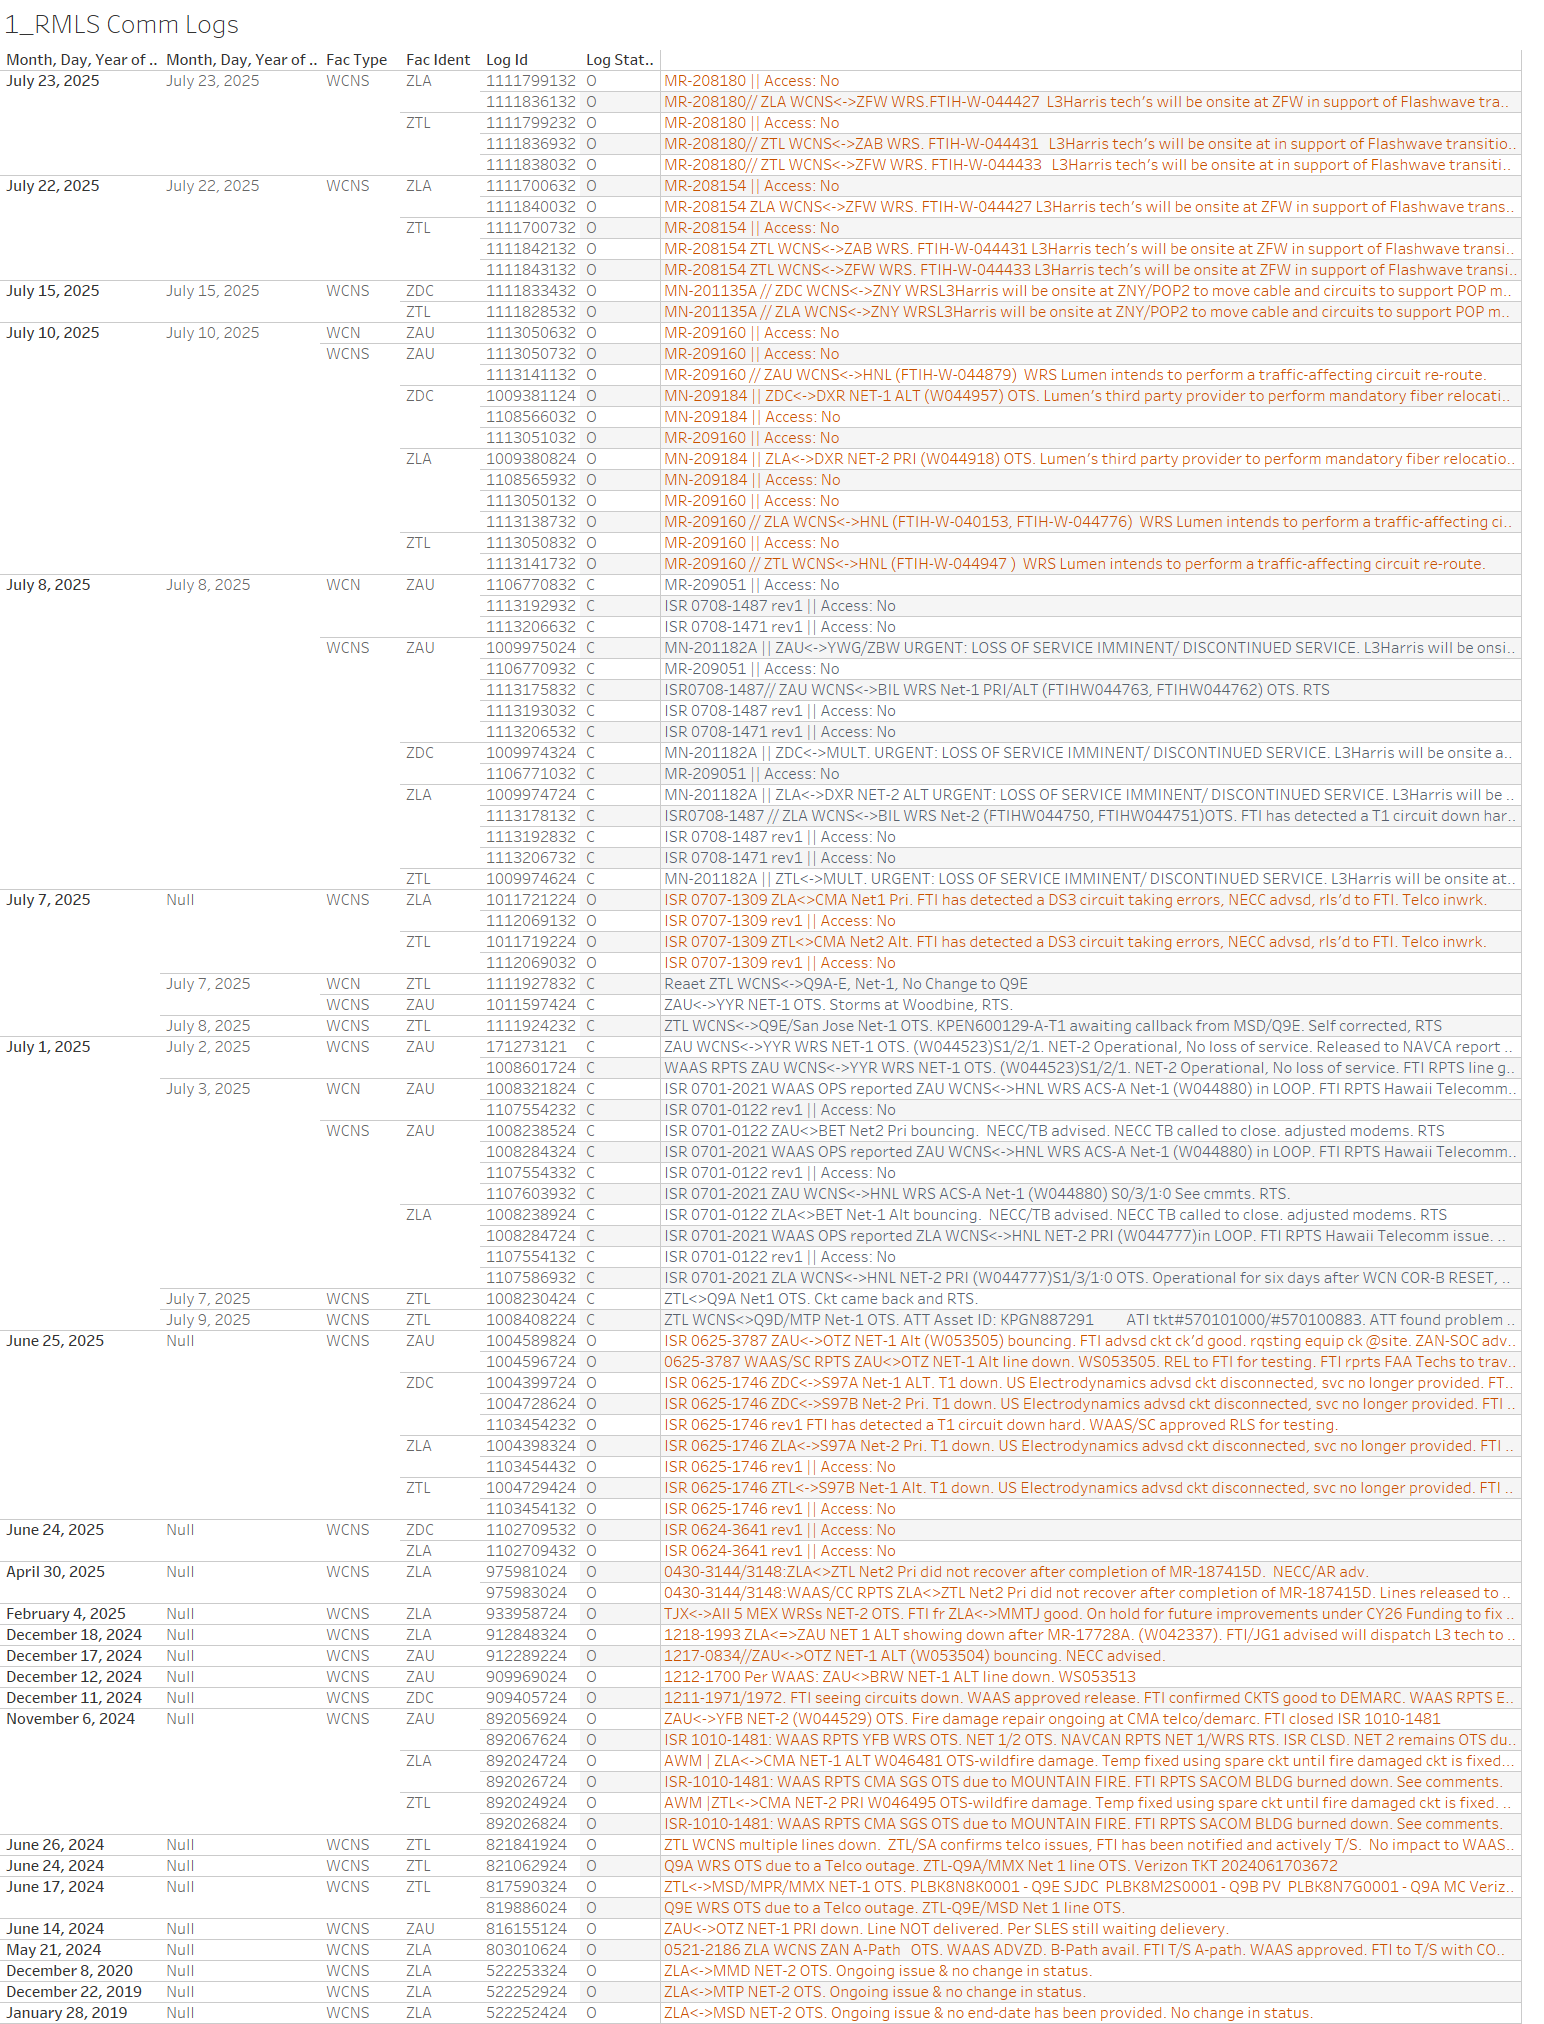 1_RMLS Comm Logs
Month, Day, Year of .. Month, Day, Year of .. Fac Type Fac Ident Log Id Log Stat..
July 23, 2025 July 23, 2025 WCNS ZLA 1111799132 O MR-208180 || Access: No
1111836132 O MR-208180// ZLA WCNS<->ZFW WRS.FTIH-W-044427 L3Harris tech's will be onsite at ZFW in support of Flashwave tra..
ZTL 1111799232 O MR-208180 || Access: No
1111836932 O MR-208180// ZTL WCNS<->ZAB WRS. FTIH-W-044431 L3Harris tech's will be onsite at in support of Flashwave transitio..
1111838032 O MR-208180// ZTL WCNS<->ZFW WRS. FTIH-W-044433 L3Harris tech's will be onsite at ZFW in support of Flashwave transiti..
July 22, 2025 July 22, 2025 WCNS ZLA 1111700632 O MR-208154 || Access: No
1111840032 O MR-208154 ZLA WCNS<->ZFW WRS. FTIH-W-044427 L3Harris tech's will be onsite at ZFW in support of Flashwave trans..
ZTL 1111700732 O MR-208154 || Access: No
1111842132 O MR-208154 ZTL WCNS<->ZAB WRS. FTIH-W-044431 L3Harris tech's will be onsite at ZFW in support of Flashwave transi..
1111843132 O MR-208154 ZTL WCNS<->ZFW WRS. FTIH-W-044433 L3Harris tech's will be onsite at ZFW in support of Flashwave transi..
July 15, 2025 July 15, 2025 WCNS ZDC 1111833432 O MN-201135A // ZDC WCNS<->ZNY WRSL3Harris will be onsite at ZNY/POP2 to move cable and circuits to support POP m..
ZTL 1111828532 O MN-201135A // ZLA WCNS<->ZNY WRSL3Harris will be onsite at ZNY/POP2 to move cable and circuits to support POP m..
July 10, 2025 July 10, 2025 WCN ZAU 1113050632 O MR-209160 || Access: No
WCNS ZAU 1113050732 O MR-209160 || Access: No
1113141132 O MR-209160 // ZAU WCNS<->HNL (FTIH-W-044879) WRS Lumen intends to perform a traffic-affecting circuit re-route.
ZDC 1009381124 O MN-209184 || ZDC<->DXR NET-1 ALT (W044957) OTS. Lumen's third party provider to perform mandatory fiber relocati..
1108566032 O MN-209184 || Access: No
1113051032 O MR-209160 || Access: No
ZLA 1009380824 O MN-209184 || ZLA<->DXR NET-2 PRI (W044918) OTS. Lumen's third party provider to perform mandatory fiber relocatio..
1108565932 O MN-209184 || Access: No
1113050132 O MR-209160 || Access: No
1113138732 O MR-209160 // ZLA WCNS<->HNL (FTIH-W-040153, FTIH-W-044776) WRS Lumen intends to perform a traffic-affecting ci..
ZTL 1113050832 O MR-209160 || Access: No
1113141732 O MR-209160 // ZTL WCNS<->HNL (FTIH-W-044947 ) WRS Lumen intends to perform a traffic-affecting circuit re-route.
July 8, 2025 July 8, 2025 WCN ZAU 1106770832 C MR-209051 || Access: No
1113192932 C ISR 0708-1487 rev1 || Access: No
1113206632 C ISR 0708-1471 rev1 || Access: No
WCNS ZAU 1009975024 C MN-201182A || ZAU<->YWG/ZBW URGENT: LOSS OF SERVICE IMMINENT/ DISCONTINUED SERVICE. L3Harris will be onsi..
1106770932 C MR-209051 || Access: No
1113175832 C ISR0708-1487// ZAU WCNS<->BIL WRS Net-1 PRI/ALT (FTIHW044763, FTIHW044762) OTS. RTS
1113193032 C ISR 0708-1487 rev1 || Access: No
1113206532 C ISR 0708-1471 rev1 || Access: No
ZDC 1009974324 C MN-201182A || ZDC<->MULT. URGENT: LOSS OF SERVICE IMMINENT/ DISCONTINUED SERVICE. L3Harris will be onsite a..
1106771032 C MR-209051 || Access: No
ZLA 1009974724 C MN-201182A || ZLA<->DXR NET-2 ALT URGENT: LOSS OF SERVICE IMMINENT/ DISCONTINUED SERVICE. L3Harris will be ..
1113178132 C ISR0708-1487 // ZLA WCNS<->BIL WRS Net-2 (FTIHW044750, FTIHW044751)OTS. FTI has detected a T1 circuit down har..
1113192832 C ISR 0708-1487 rev1 || Access: No
1113206732 C ISR 0708-1471 rev1 || Access: No
ZTL 1009974624 C MN-201182A || ZTL<->MULT. URGENT: LOSS OF SERVICE IMMINENT/ DISCONTINUED SERVICE. L3Harris will be onsite at..
July 7, 2025 Null WCNS ZLA 1011721224 O ISR 0707-1309 ZLA<>CMA Net1 Pri. FTI has detected a DS3 circuit taking errors, NECC advsd, rls'd to FTI. Telco inwrk.
1112069132 O ISR 0707-1309 rev1 || Access: No
ZTL 1011719224 O ISR 0707-1309 ZTL<>CMA Net2 Alt. FTI has detected a DS3 circuit taking errors, NECC advsd, rls'd to FTI. Telco inwrk.
1112069032 O ISR 0707-1309 rev1 || Access: No
July 7, 2025 WCN ZTL 1111927832 C Reaet ZTL WCNS<->Q9A-E, Net-1, No Change to Q9E
WCNS ZAU 1011597424 C ZAU<->YYR NET-1 OTS. Storms at Woodbine, RTS.
July 8, 2025 WCNS ZTL 1111924232 C ZTL WCNS<->Q9E/San Jose Net-1 OTS. KPEN600129-A-T1 awaiting callback from MSD/Q9E. Self corrected, RTS
July 1, 2025 July 2, 2025 WCNS ZAU 171273121 C ZAU WCNS<->YYR WRS NET-1 OTS. (W044523)S1/2/1. NET-2 Operational, No loss of service. Released to NAVCA report ..
1008601724 C WAAS RPTS ZAU WCNS<->YYR WRS NET-1 OTS. (W044523)S1/2/1. NET-2 Operational, No loss of service. FTI RPTS line g..
July 3, 2025 WCN ZAU 1008321824 C ISR 0701-2021 WAAS OPS reported ZAU WCNS<->HNL WRS ACS-A Net-1 (W044880) in LOOP. FTI RPTS Hawaii Telecomm..
1107554232 C ISR 0701-0122 rev1 || Access: No
WCNS ZAU 1008238524 C ISR 0701-0122 ZAU<>BET Net2 Pri bouncing. NECC/TB advised. NECC TB called to close. adjusted modems. RTS
1008284324 C ISR 0701-2021 WAAS OPS reported ZAU WCNS<->HNL WRS ACS-A Net-1 (W044880) in LOOP. FTI RPTS Hawaii Telecomm..
1107554332 C ISR 0701-0122 rev1 || Access: No
1107603932 C ISR 0701-2021 ZAU WCNS<->HNL WRS ACS-A Net-1 (W044880) S0/3/1:0 See cmmts. RTS.
ZLA 1008238924 C ISR 0701-0122 ZLA<>BET Net-1 Alt bouncing. NECC/TB advised. NECC TB called to close. adjusted modems. RTS
1008284724 C ISR 0701-2021 WAAS OPS reported ZLA WCNS<->HNL NET-2 PRI (W044777)in LOOP. FTI RPTS Hawaii Telecomm issue. ..
1107554132 C ISR 0701-0122 rev1 || Access: No
1107586932 C ISR 0701-2021 ZLA WCNS<->HNL NET-2 PRI (W044777)S1/3/1:0 OTS. Operational for six days after WCN COR-B RESET, ..
July 7, 2025 WCNS ZTL 1008230424 C ZTL<>Q9A Net1 OTS. Ckt came back and RTS.
July 9, 2025 WCNS ZTL 1008408224 C ZTL WCNS<>Q9D/MTP Net-1 OTS. ATT Asset ID: KPGN887291 ATI tkt#570101000/#570100883. ATT found problem ..
June 25, 2025 Null WCNS ZAU 1004589824 O ISR 0625-3787 ZAU<>OTZ NET-1 Alt (W053505) bouncing. FTI advsd ckt ck'd good. rqsting equip ck @site. ZAN-SOC adv..
1004596724 O 0625-3787 WAAS/SC RPTS ZAU<>OTZ NET-1 Alt line down. WS053505. REL to FTI for testing. FTI rprts FAA Techs to trav..
ZDC 1004399724 O ISR 0625-1746 ZDC<->S97A Net-1 ALT. T1 down. US Electrodynamics advsd ckt disconnected, svc no longer provided. FT..
1004728624 O ISR 0625-1746 ZDC<->S97B Net-2 Pri. T1 down. US Electrodynamics advsd ckt disconnected, svc no longer provided. FTI ..
1103454232 O ISR 0625-1746 rev1 FTI has detected a T1 circuit down hard. WAAS/SC approved RLS for testing.
ZLA 1004398324 O ISR 0625-1746 ZLA<->S97A Net-2 Pri. T1 down. US Electrodynamics advsd ckt disconnected, svc no longer provided. FTI ..
1103454432 O ISR 0625-1746 rev1 || Access: No
ZTL 1004729424 O ISR 0625-1746 ZTL<->S97B Net-1 Alt. T1 down. US Electrodynamics advsd ckt disconnected, svc no longer provided. FTI ..
1103454132 O ISR 0625-1746 rev1 || Access: No
June 24, 2025 Null WCNS ZDC 1102709532 O ISR 0624-3641 rev1 || Access: No
ZLA 1102709432 O ISR 0624-3641 rev1 || Access: No
April 30, 2025 Null WCNS ZLA 975981024 O 0430-3144/3148:ZLA<>ZTL Net2 Pri did not recover after completion of MR-187415D. NECC/AR adv.
975983024 O 0430-3144/3148:WAAS/CC RPTS ZLA<>ZTL Net2 Pri did not recover after completion of MR-187415D. Lines released to ..
February 4, 2025 Null WCNS ZLA 933958724 O TJX<->All 5 MEX WRSs NET-2 OTS. FTI fr ZLA<->MMTJ good. On hold for future improvements under CY26 Funding to fix ..
December 18, 2024 Null WCNS ZLA 912848324 O 1218-1993 ZLA<=>ZAU NET 1 ALT showing down after MR-17728A. (W042337). FTI/JG1 advised will dispatch L3 tech to ..
December 17, 2024 Null WCNS ZAU 912289224 O 1217-0834//ZAU<->OTZ NET-1 ALT (W053504) bouncing. NECC advised.
December 12, 2024 Null WCNS ZAU 909969024 O 1212-1700 Per WAAS: ZAU<>BRW NET-1 ALT line down. WS053513
December 11, 2024 Null WCNS ZDC 909405724 O 1211-1971/1972. FTI seeing circuits down. WAAS approved release. FTI confirmed CKTS good to DEMARC. WAAS RPTS E..
November 6, 2024 Null WCNS ZAU 892056924 O ZAU<->YFB NET-2 (W044529) OTS. Fire damage repair ongoing at CMA telco/demarc. FTI closed ISR 1010-1481
892067624 O ISR 1010-1481: WAAS RPTS YFB WRS OTS. NET 1/2 OTS. NAVCAN RPTS NET 1/WRS RTS. ISR CLSD. NET 2 remains OTS du..
ZLA 892024724 O AWM | ZLA<->CMA NET-1 ALT W046481 OTS-wildfire damage. Temp fixed using spare ckt until fire damaged ckt is fixed...
892026724 O ISR-1010-1481: WAAS RPTS CMA SGS OTS due to MOUNTAIN FIRE. FTI RPTS SACOM BLDG burned down. See comments.
ZTL 892024924 O AWM |ZTL<->CMA NET-2 PRI W046495 OTS-wildfire damage. Temp fixed using spare ckt until fire damaged ckt is fixed. ..
892026824 O ISR-1010-1481: WAAS RPTS CMA SGS OTS due to MOUNTAIN FIRE. FTI RPTS SACOM BLDG burned down. See comments.
June 26, 2024 Null WCNS ZTL 821841924 O ZTL WCNS multiple lines down. ZTL/SA confirms telco issues, FTI has been notified and actively T/S. No impact to WAAS..
June 24, 2024 Null WCNS ZTL 821062924 O Q9A WRS OTS due to a Telco outage. ZTL-Q9A/MMX Net 1 line OTS. Verizon TKT 2024061703672
June 17, 2024 Null WCNS ZTL 817590324 O ZTL<->MSD/MPR/MMX NET-1 OTS. PLBK8N8K0001 - Q9E SJDC PLBK8M2S0001 - Q9B PV PLBK8N7G0001 - Q9A MC Veriz..
819886024 O Q9E WRS OTS due to a Telco outage. ZTL-Q9E/MSD Net 1 line OTS.
June 14, 2024 Null WCNS ZAU 816155124 O ZAU<->OTZ NET-1 PRI down. Line NOT delivered. Per SLES still waiting delievery.
May 21, 2024 Null WCNS ZLA 803010624 O 0521-2186 ZLA WCNS ZAN A-Path OTS. WAAS ADVZD. B-Path avail. FTI T/S A-path. WAAS approved. FTI to T/S with CO..
December 8, 2020 Null WCNS ZLA 522253324 O ZLA<->MMD NET-2 OTS. Ongoing issue & no change in status.
December 22, 2019 Null WCNS ZLA 522252924 O ZLA<->MTP NET-2 OTS. Ongoing issue & no change in status.
January 28, 2019 Null WCNS ZLA 522252424 O ZLA<->MSD NET-2 OTS. Ongoing issue & no end-date has been provided. No change in status.